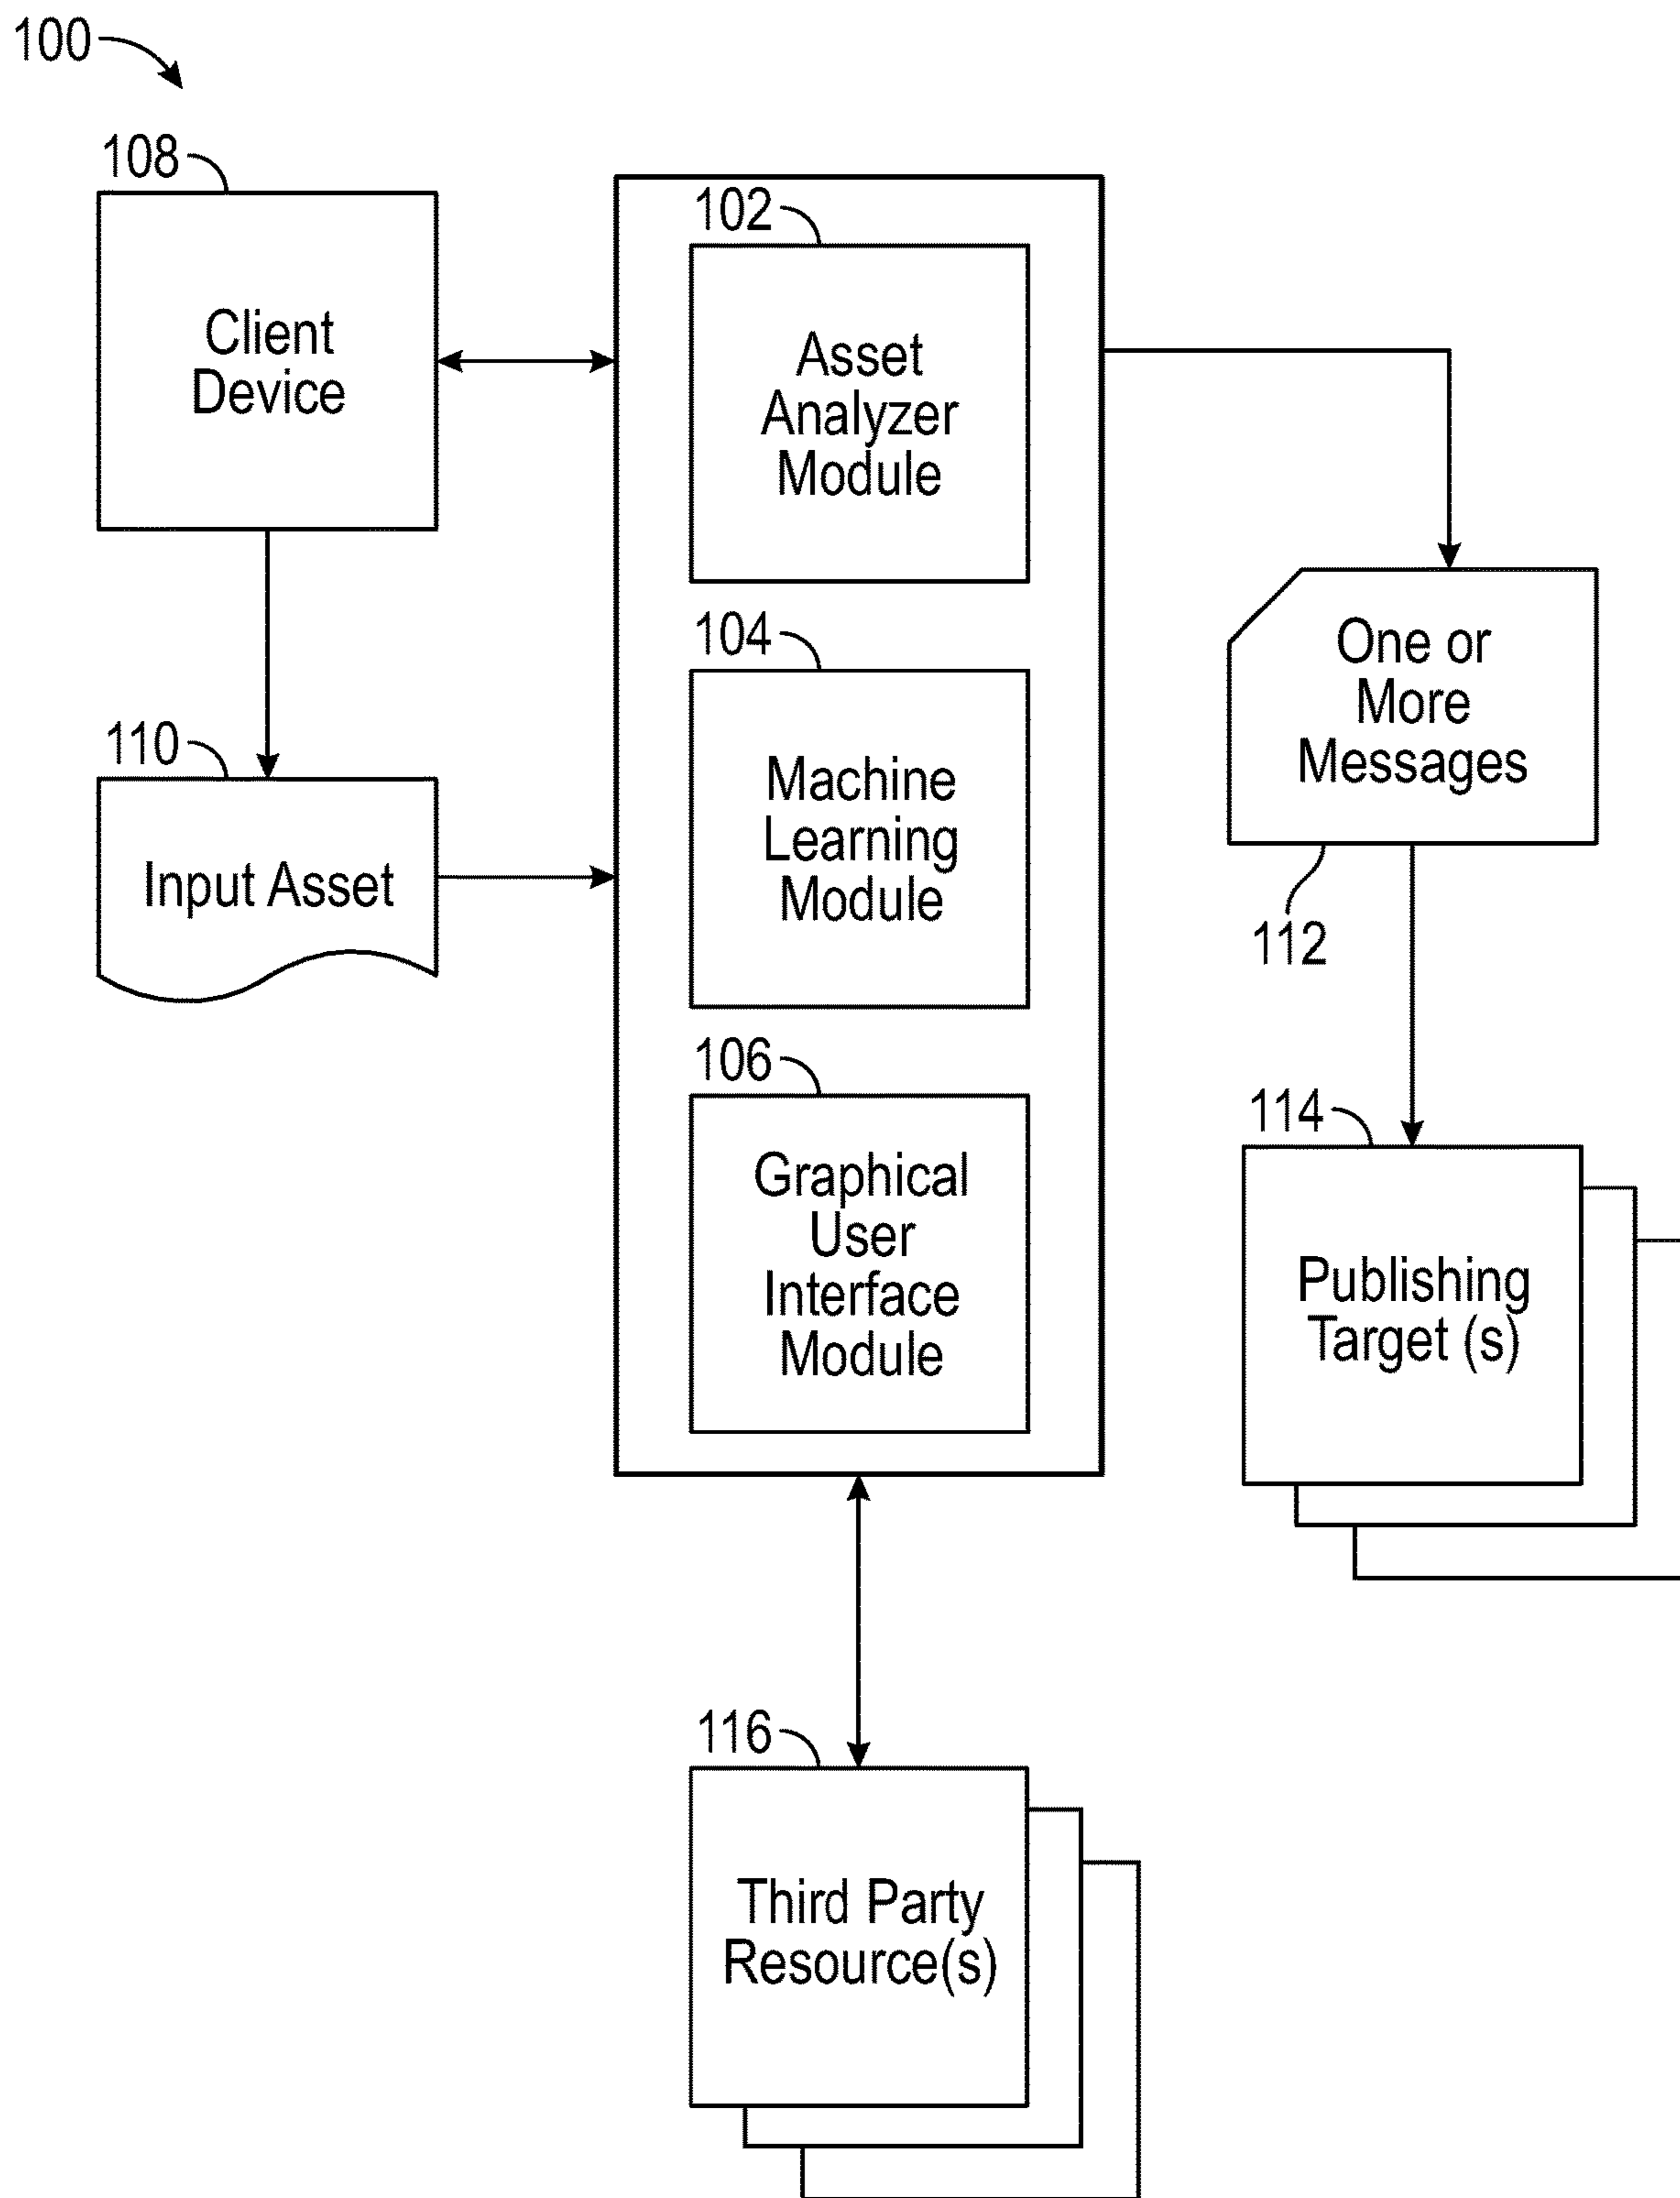 100
108
Client
Device
102
Asset
Analyzer
Module
104
Machine
Learning
Module
106
Graphical
User
Interface
Module
110
Input Asset
One or
More
Messages
112
114
Publishing
Target (s)
116
Third Party
Resource(s)